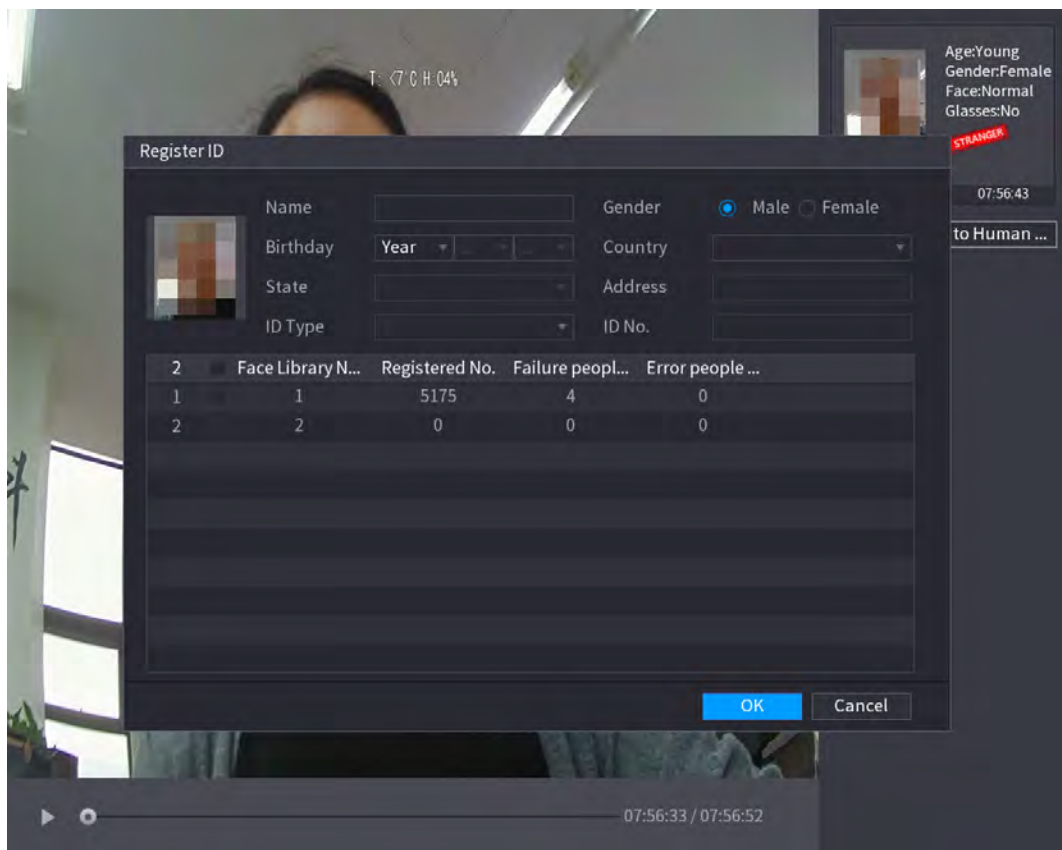 T: <7°C H:04%
Age:Young
Gender:Female
Face:Normal
Glasses:No
STRANGER
07:56:43
to Human ...
Register ID
Name Gender Male Female
Birthday Year Country
State Address
ID Type ID No.
2 Face Library N... Registered No. Failure peopl... Error people ...
1 1 5175 4 0
2 2 0 0 0
OK Cancel
07:56:33 / 07:56:52